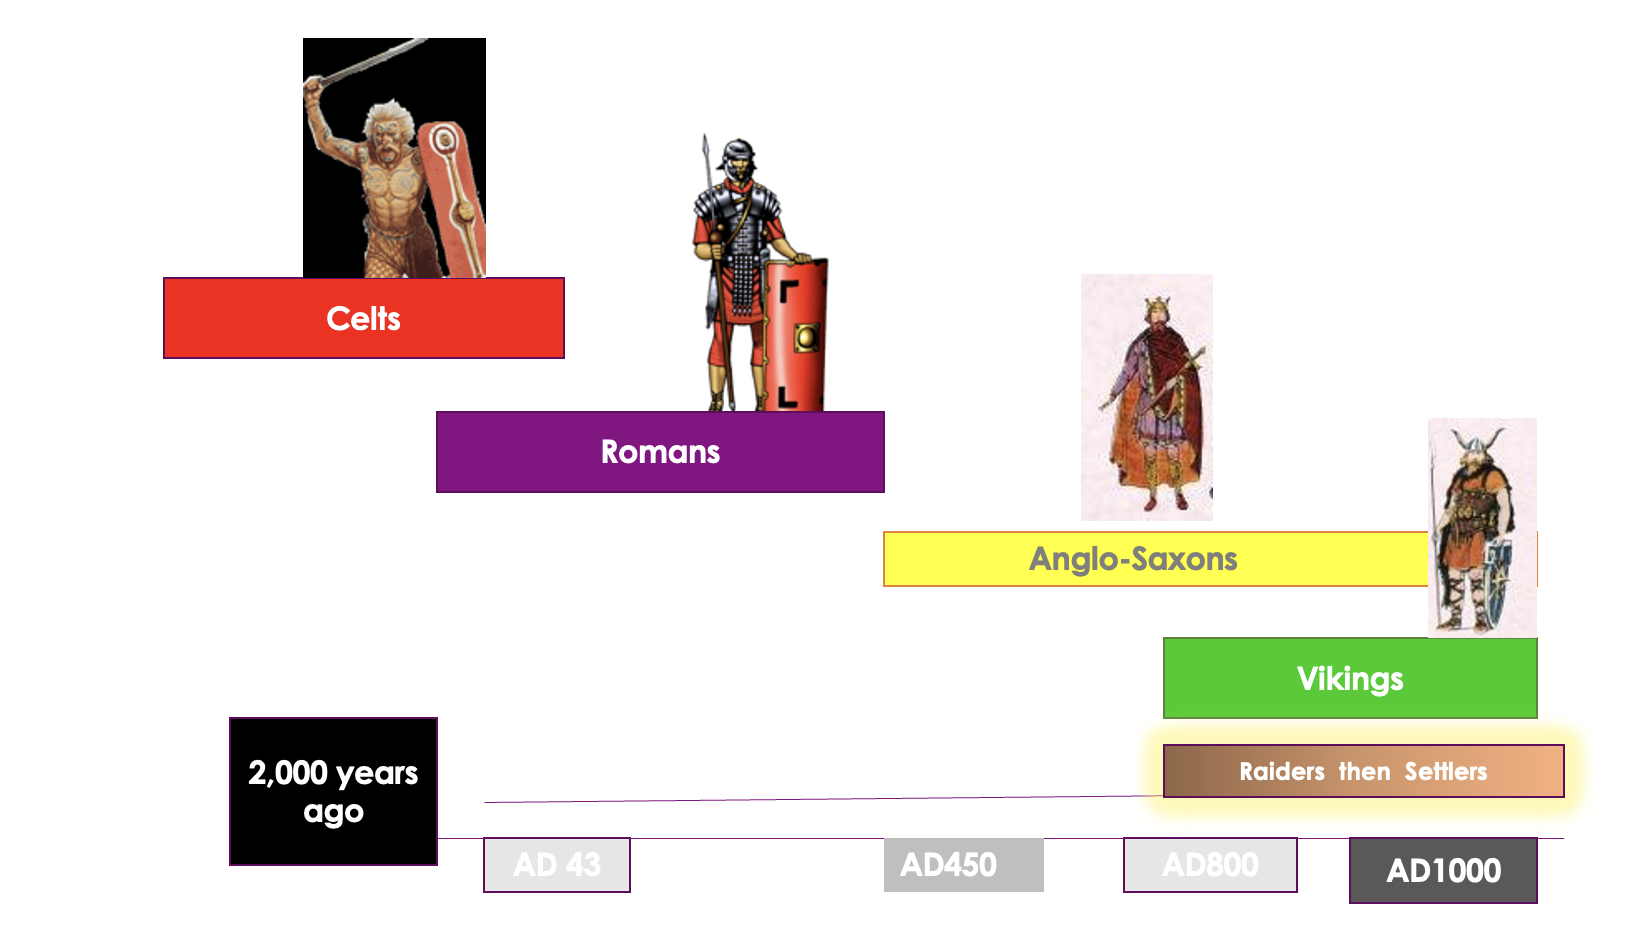 Celts
Romans
Anglo-Saxons
Vikings
2,000 years
ago
Raiders then Settlers
AD 43
AD450
AD800
AD1000